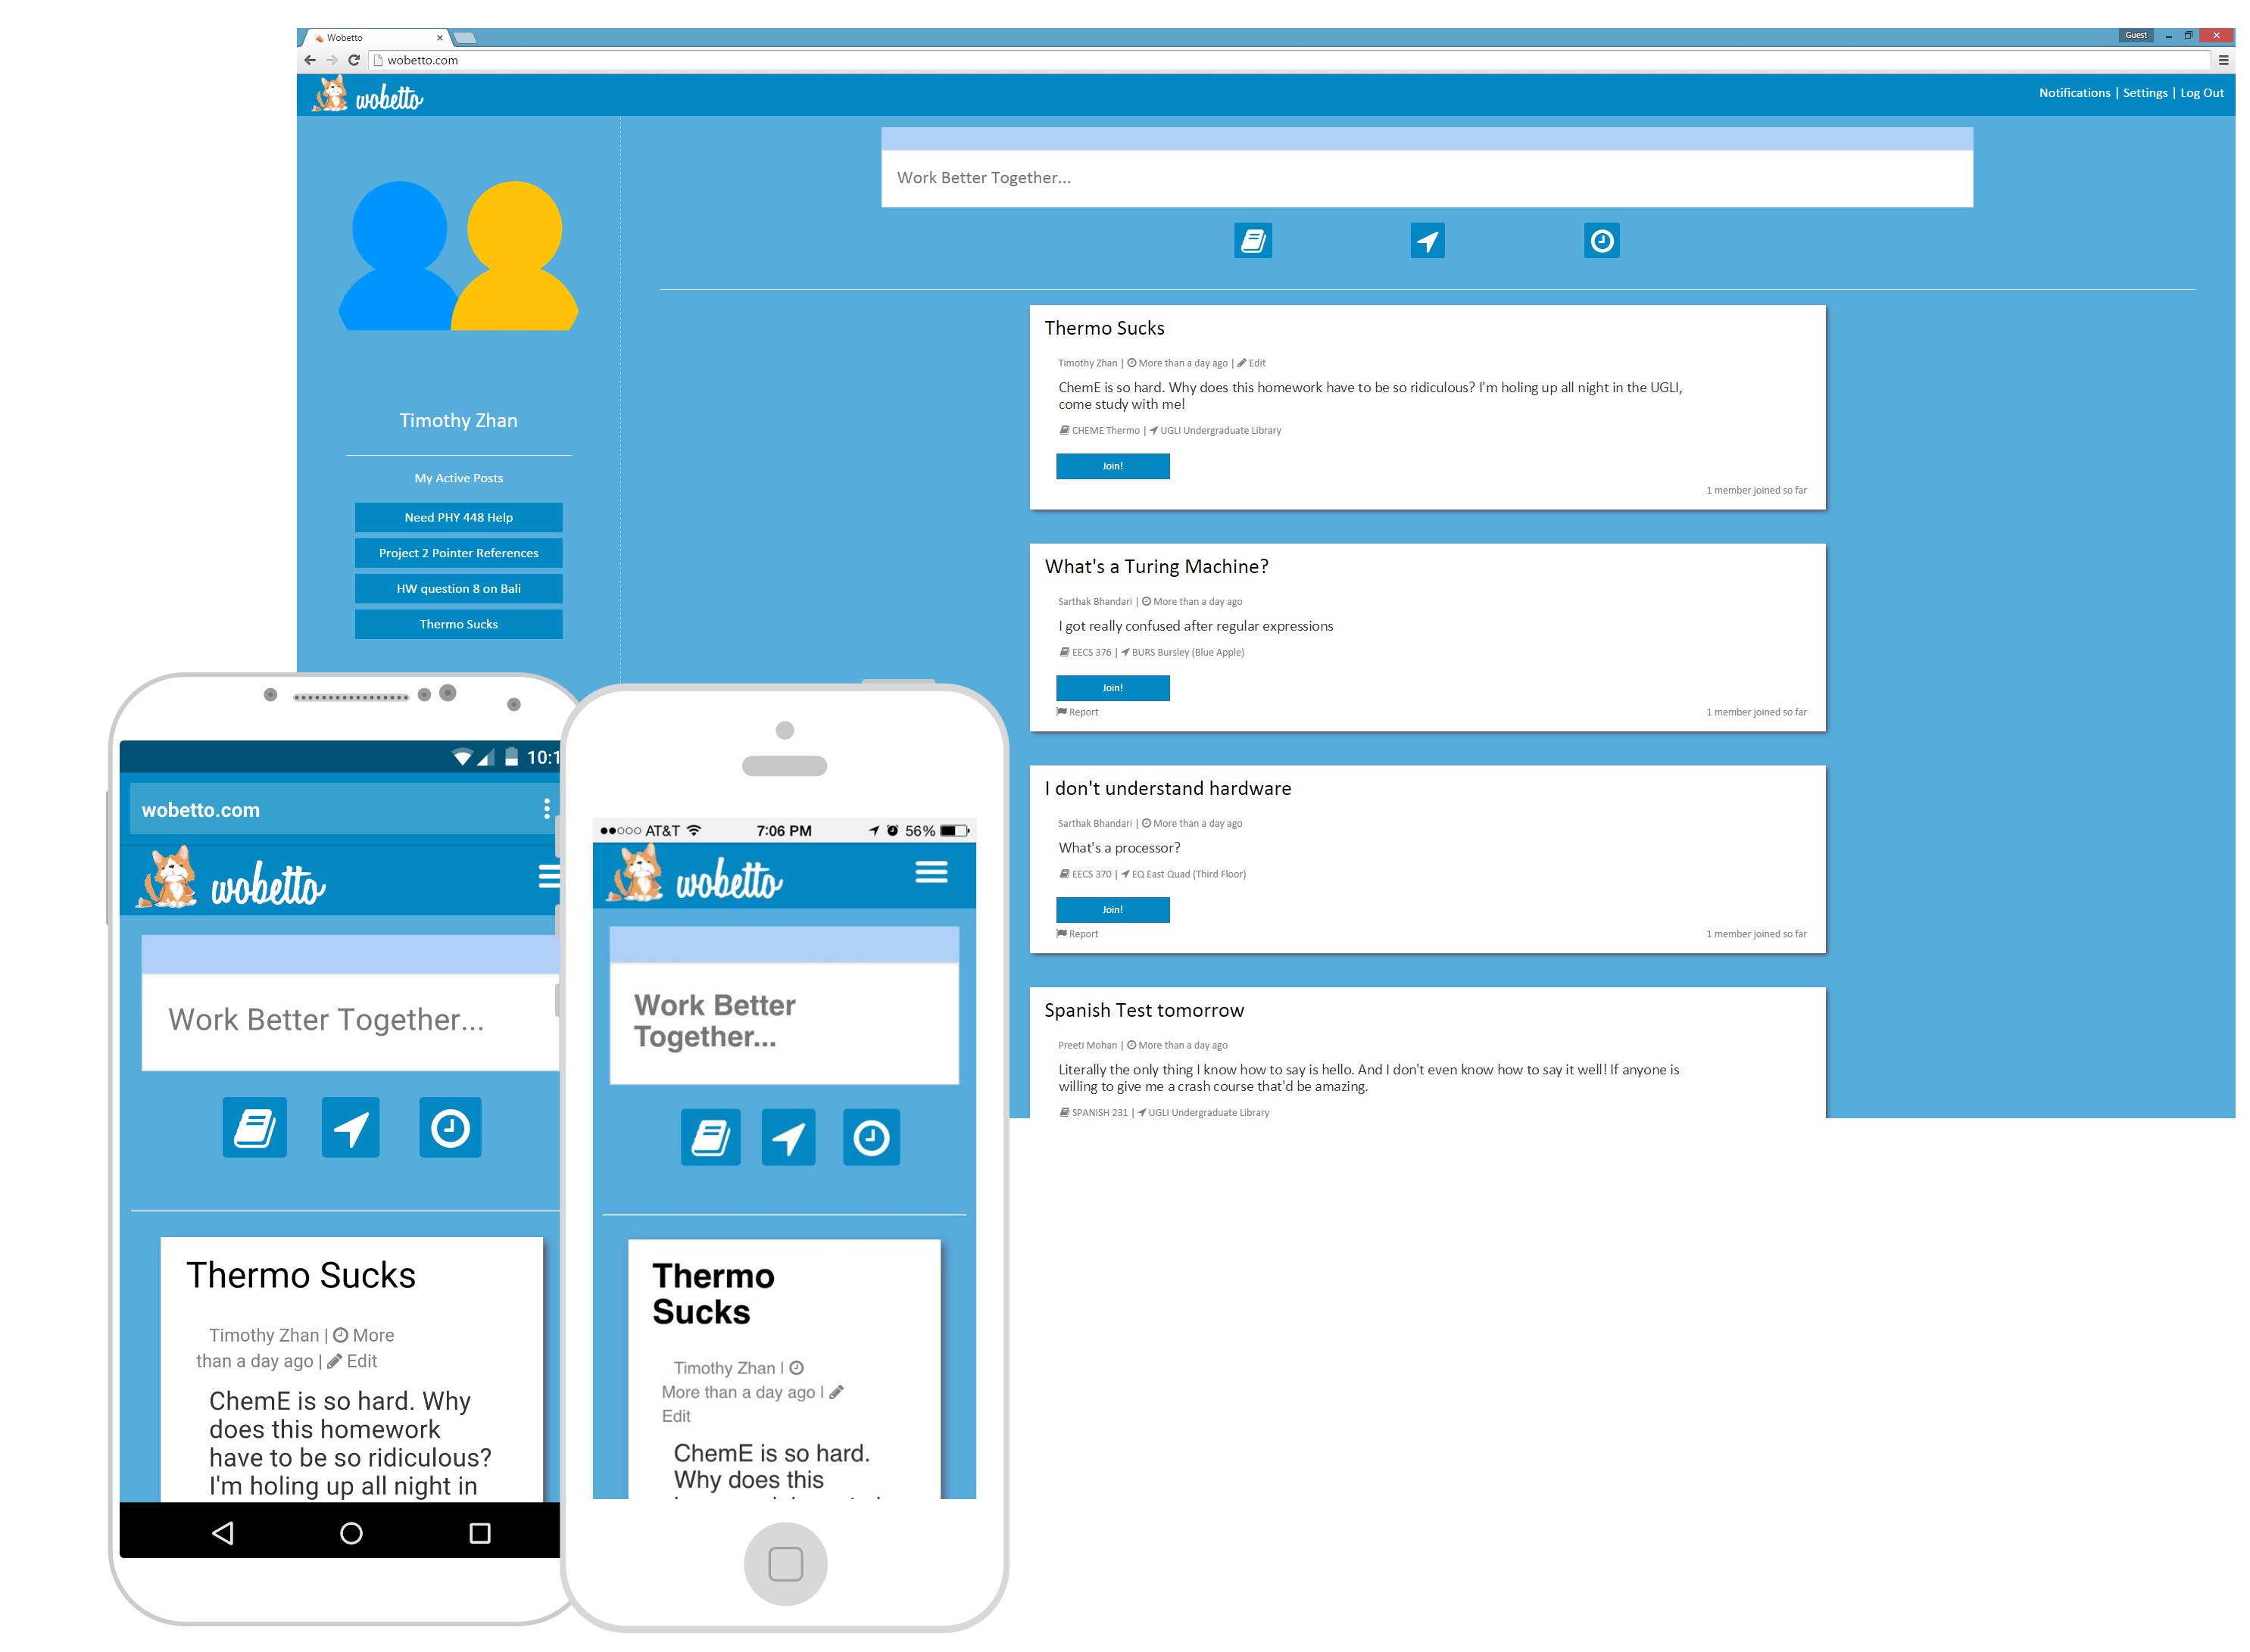 Wobetto
Guest
wobetto.com
wobetto
Notifications | Settings | Log Out
Work Better Together...
Timothy Zhan
My Active Posts
Need PHY 448 Help
Project 2 Pointer References
HW question 8 on Bali
Thermo Sucks
Thermo Sucks
Timothy Zhan | More than a day ago | Edit
ChemE is so hard. Why does this homework have to be so ridiculous? I'm holing up all night in the UGLI,
come study with me!
CHEME Thermo | UGLI Undergraduate Library
Join!
1 member joined so far
What's a Turing Machine?
Sarthak Bhandari | More than a day ago
I got really confused after regular expressions
EECS 376 | BURS Bursley (Blue Apple)
Join!
Report
1 member joined so far
I don't understand hardware
Sarthak Bhandari | More than a day ago
What's a processor?
EECS 370 | EQ East Quad (Third Floor)
Join!
Report
1 member joined so far
Spanish Test tomorrow
Preeti Mohan | More than a day ago
Literally the only thing I know how to say is hello. And I don't even know how to say it well! If anyone is
willing to give me a crash course that'd be amazing.
SPANISH 231 | UGLI Undergraduate Library
10:1
wobetto.com
wobetto
Work Better Together...
Thermo Sucks
Timothy Zhan | More
than a day ago | Edit
ChemE is so hard. Why
does this homework
have to be so ridiculous?
I'm holing up all night in
AT&T 7:06 PM 56%
wobetto
Work Better
Together...
Thermo
Sucks
Timothy Zhan |
More than a day ago |
Edit
ChemE is so hard.
Why does this